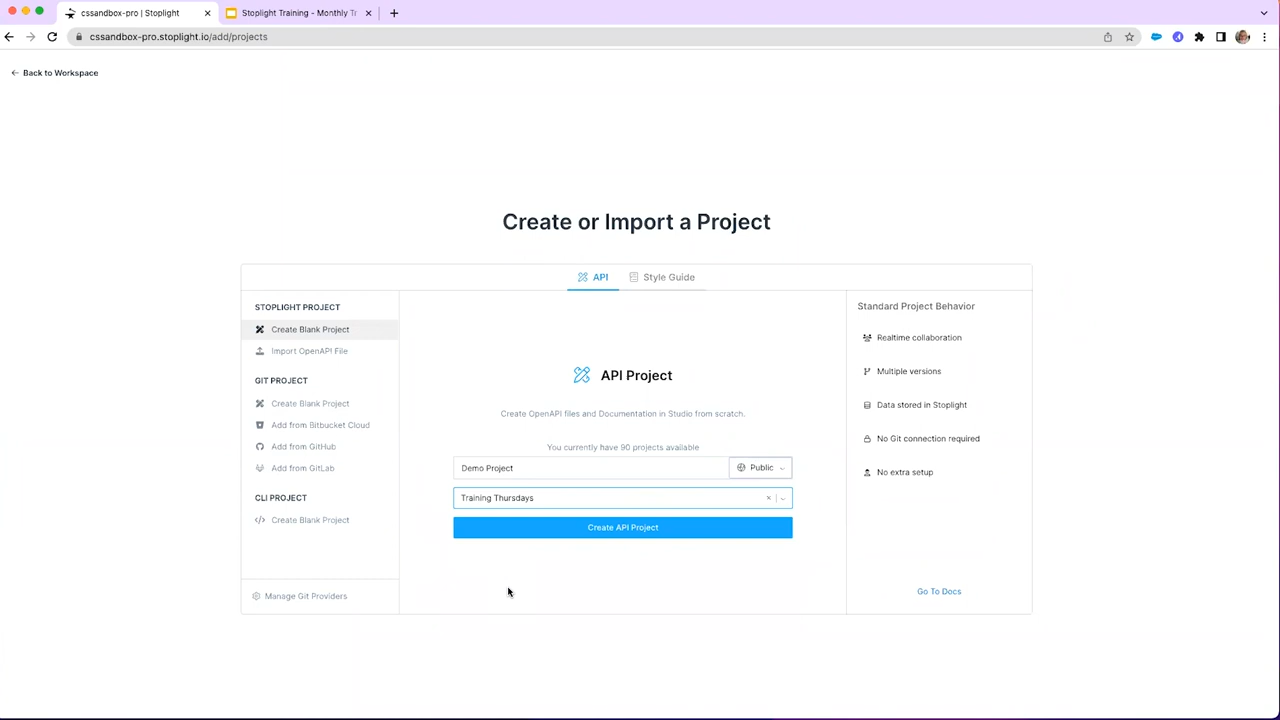 cssandbox-pro | Stoplight
Stoplight Training - Monthly Tr
cssandbox-pro.stoplight.io/add/projects
Back to Workspace
Create or Import a Project
API
Style Guide
STOPLIGHT PROJECT
Create Blank Project
Import OpenAPI File
GIT PROJECT
Create Blank Project
Add from Bitbucket Cloud
Add from GitHub
Add from GitLab
CLI PROJECT
Create Blank Project
Manage Git Providers
API Project
Create OpenAPI files and Documentation in Studio from scratch.
You currently have 90 projects available
Demo Project
Public
Training Thursdays
Create API Project
Standard Project Behavior
Realtime collaboration
Multiple versions
Data stored in Stoplight
No Git connection required
No extra setup
Go To Docs